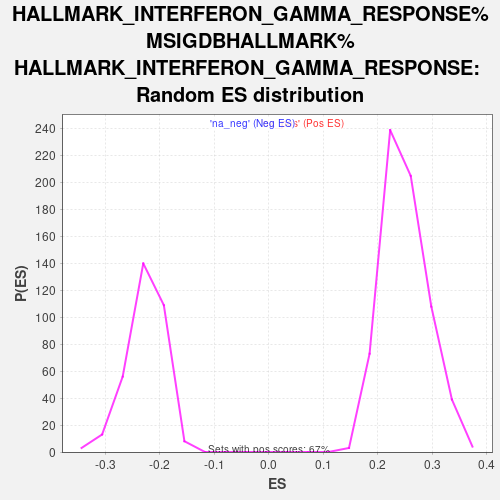 HALLMARK_INTERFERON_GAMMA_RESPONSE%
MSIGDBHALLMARK%
HALLMARK_INTERFERON_GAMMA_RESPONSE:
Random ES distribution
'na_neg' (Neg ES)
s' (Pos ES)
240
220
200
180
160
140
120
100
80
60
40
20
0
P(ES)
Sets with pos scores: 67%
-0.3
-0.2
-0.1
0.0
0.1
0.2
0.3
0.4
ES